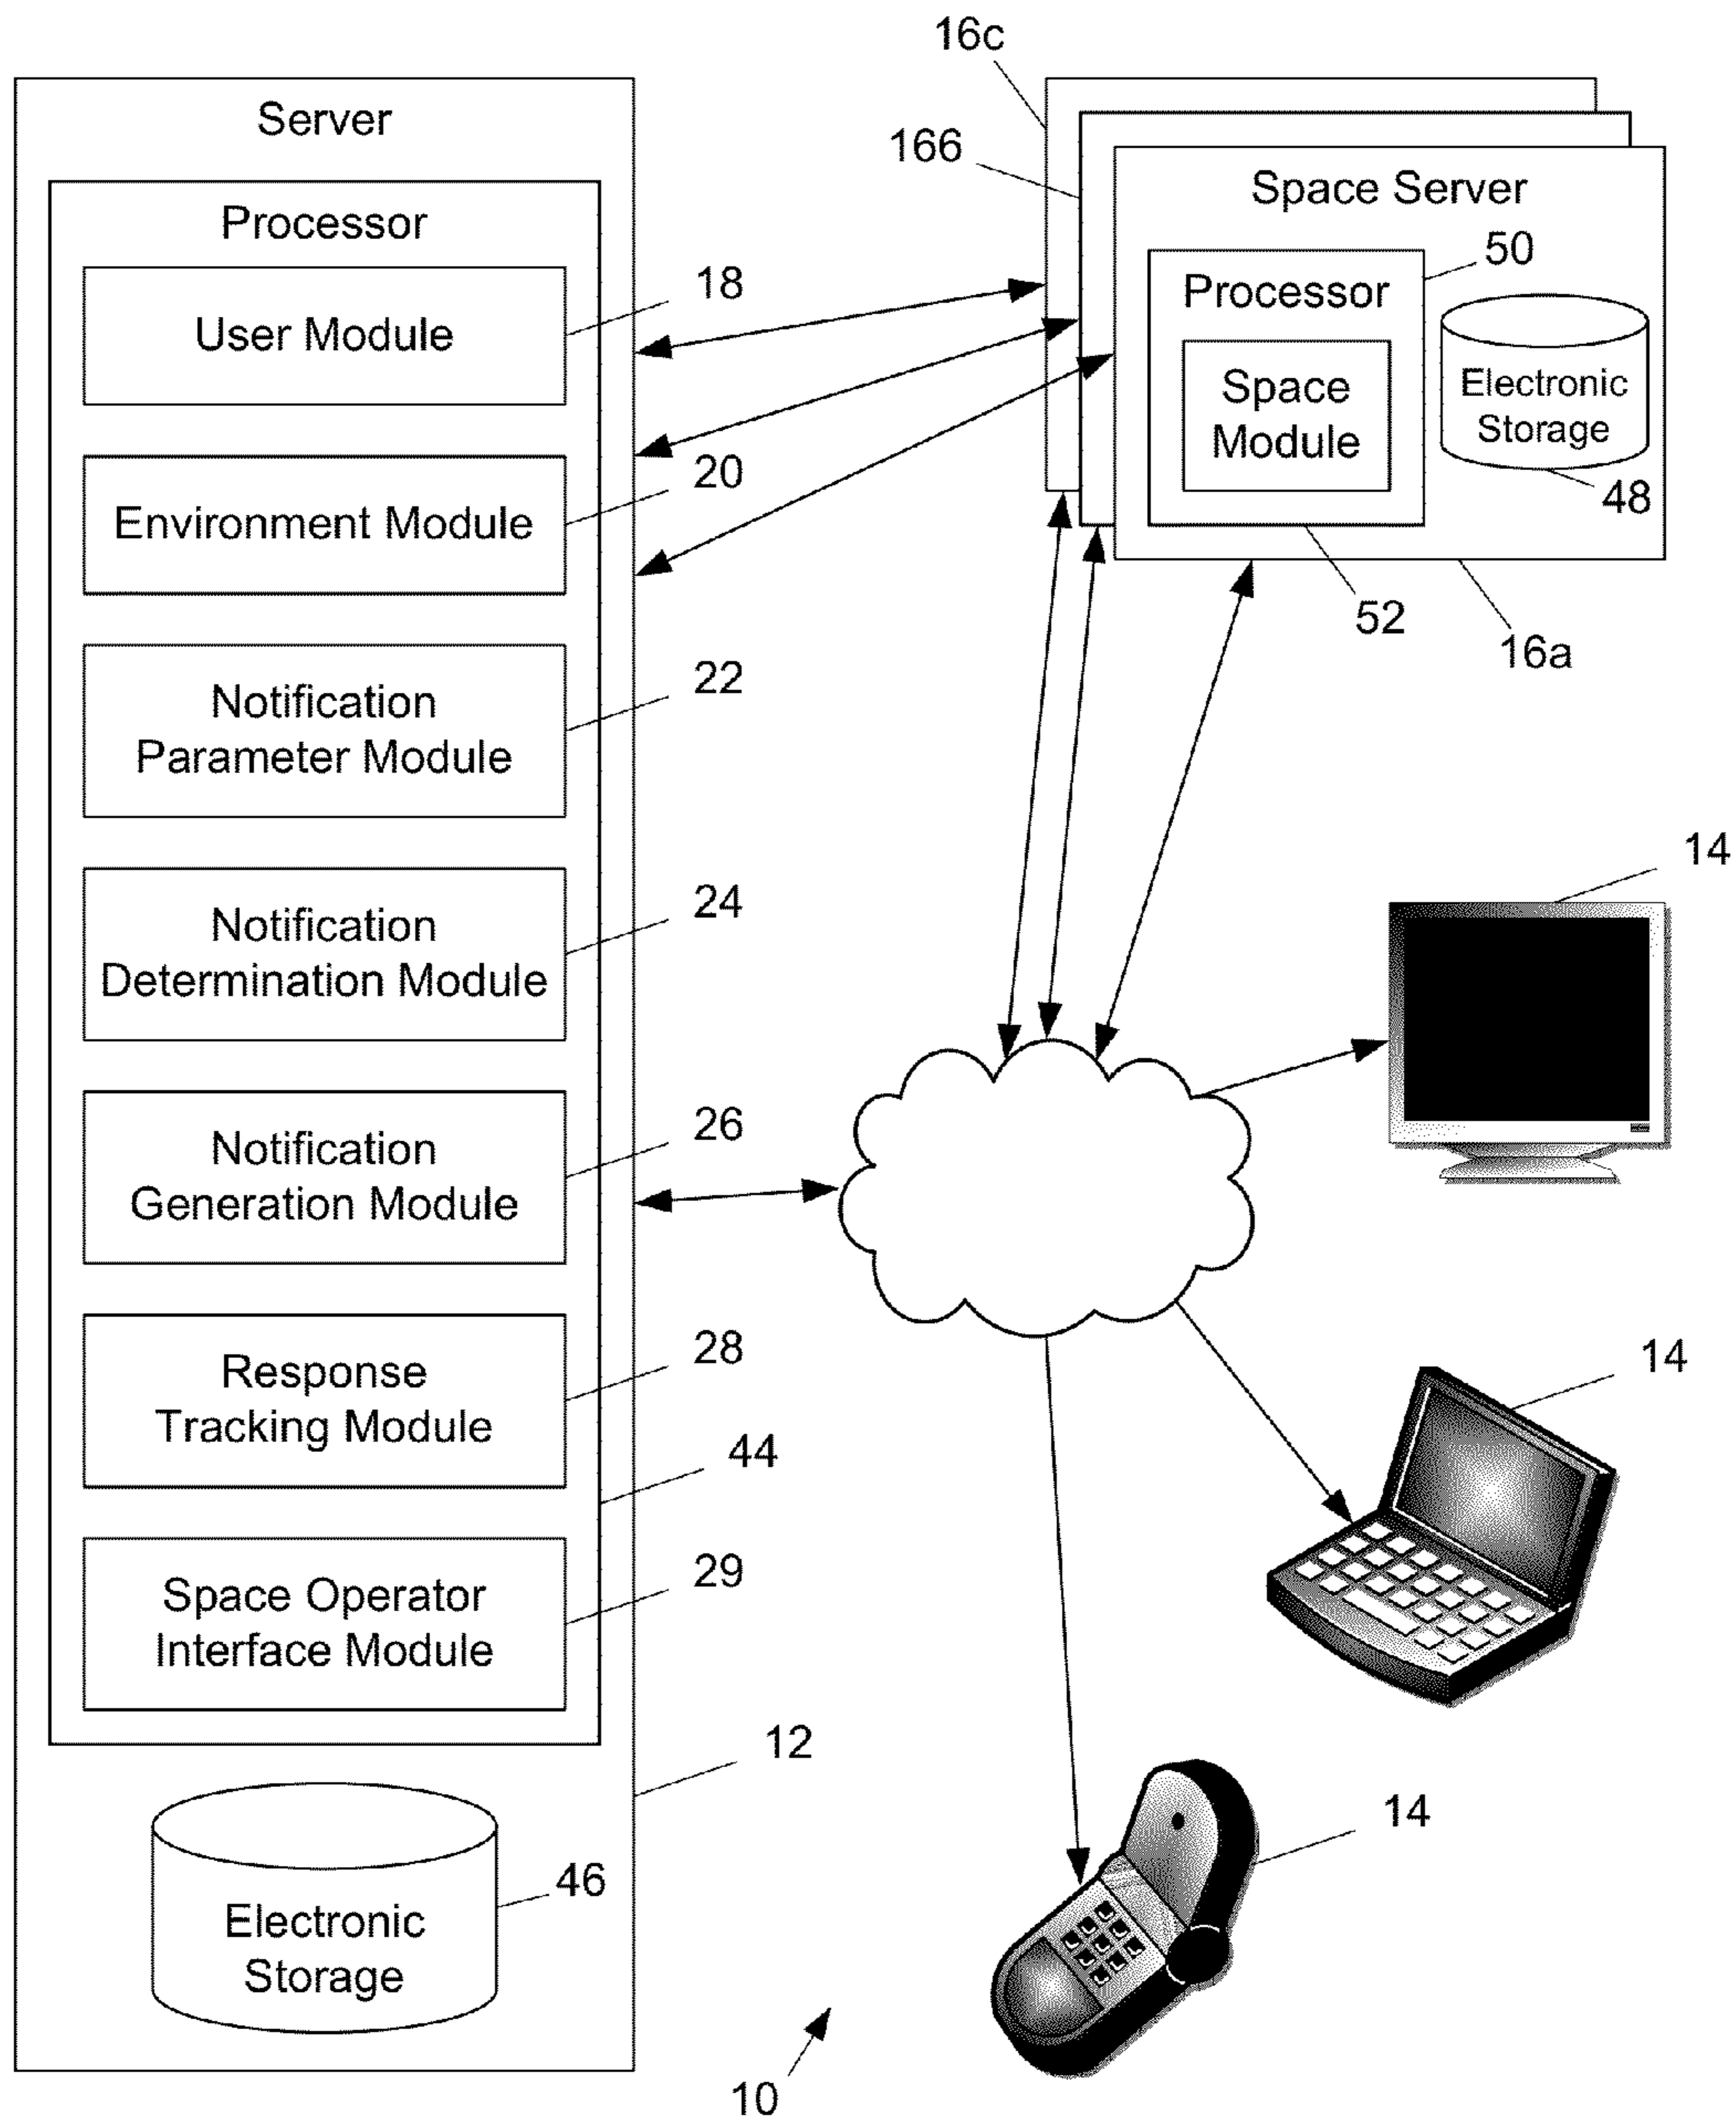 Server
Processor
User Module
18
Environment Module
20
Notification
Parameter Module
22
Notification
Determination Module
24
Notification
Generation Module
26
Response
Tracking Module
28
44
Space Operator
Interface Module
29
12
Electronic
Storage
46
16c
166
Space Server
Processor
50
Space
Module
Electronic
Storage
48
52
16a
14
14
14
10